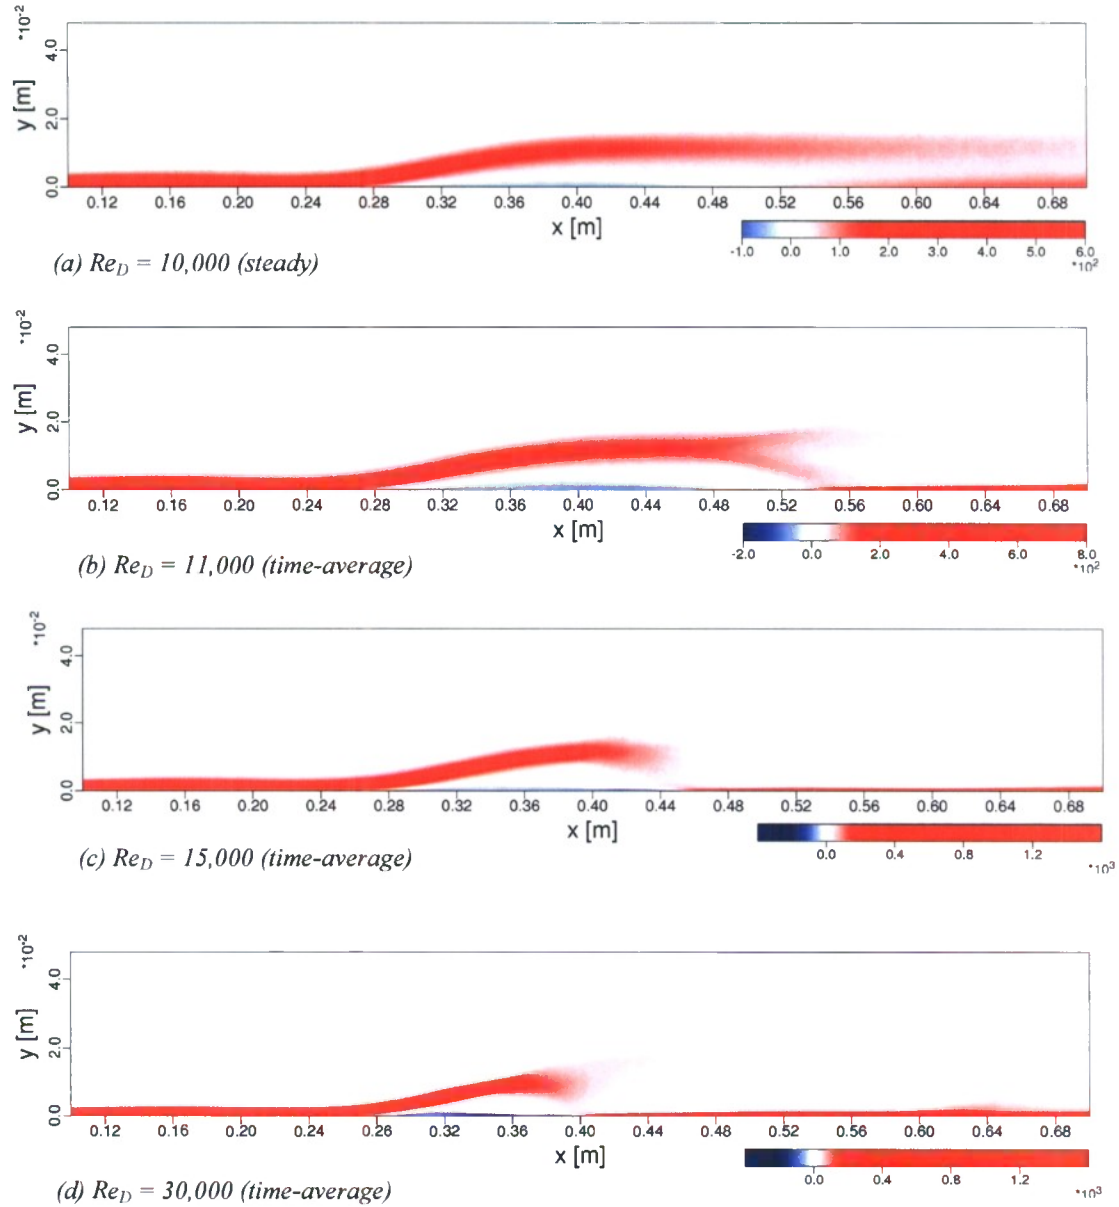 *10⁻²
4.0
2.0
0.0
y [m]
0.12 0.16 0.20 0.24 0.28 0.32 0.36 0.40 0.44 0.48 0.52 0.56 0.60 0.64 0.68
x [m]
-1.0 0.0 1.0 2.0 3.0 4.0 5.0 6.0
*10²
(a) Re_D = 10,000 (steady)
*10⁻²
4.0
2.0
0.0
y [m]
0.12 0.16 0.20 0.24 0.28 0.32 0.36 0.40 0.44 0.48 0.52 0.56 0.60 0.64 0.68
x [m]
-2.0 0.0 2.0 4.0 6.0 8.0
*10²
(b) Re_D = 11,000 (time-average)
*10⁻²
4.0
2.0
0.0
y [m]
0.12 0.16 0.20 0.24 0.28 0.32 0.36 0.40 0.44 0.48 0.52 0.56 0.60 0.64 0.68
x [m]
0.0 0.4 0.8 1.2
*10³
(c) Re_D = 15,000 (time-average)
*10⁻²
4.0
2.0
0.0
y [m]
0.12 0.16 0.20 0.24 0.26 0.32 0.36 0.40 0.44 0.48 0.52 0.56 0.60 0.64 0.68
x [m]
0.0 0.4 0.8 1.2
*10³
(d) Re_D = 30,000 (time-average)